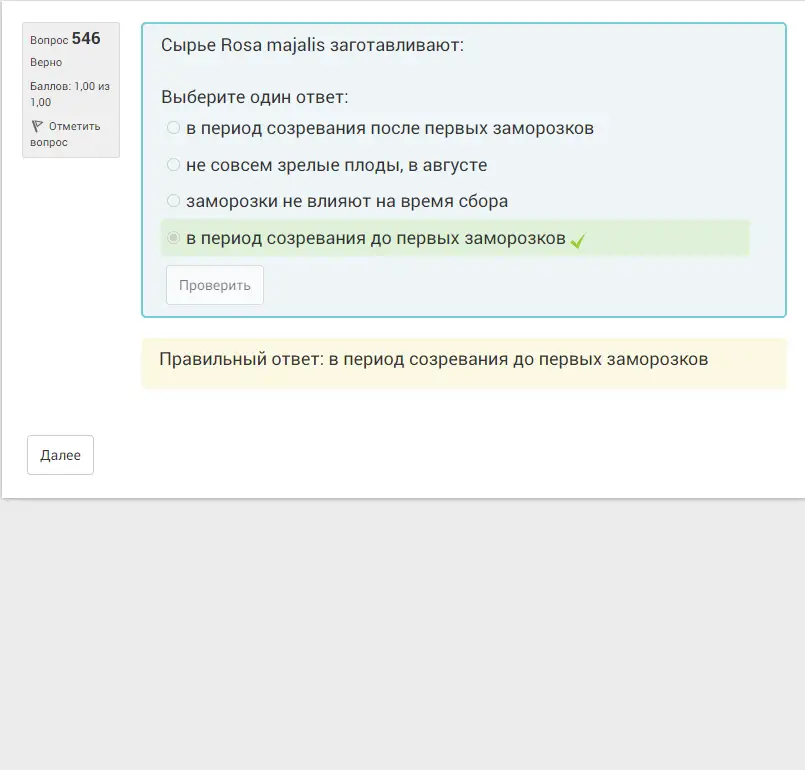 Вопрос 546
Верно
Баллов: 1,00 из
1,00
Отметить
вопрос
Сырье Rosa majalis заготавливают:
Выберите один ответ:
в период созревания после первых заморозков
не совсем зрелые плоды, в августе
заморозки не влияют на время сбора
в период созревания до первых заморозков
Проверить
Правильный ответ: в период созревания до первых заморозков
Далее